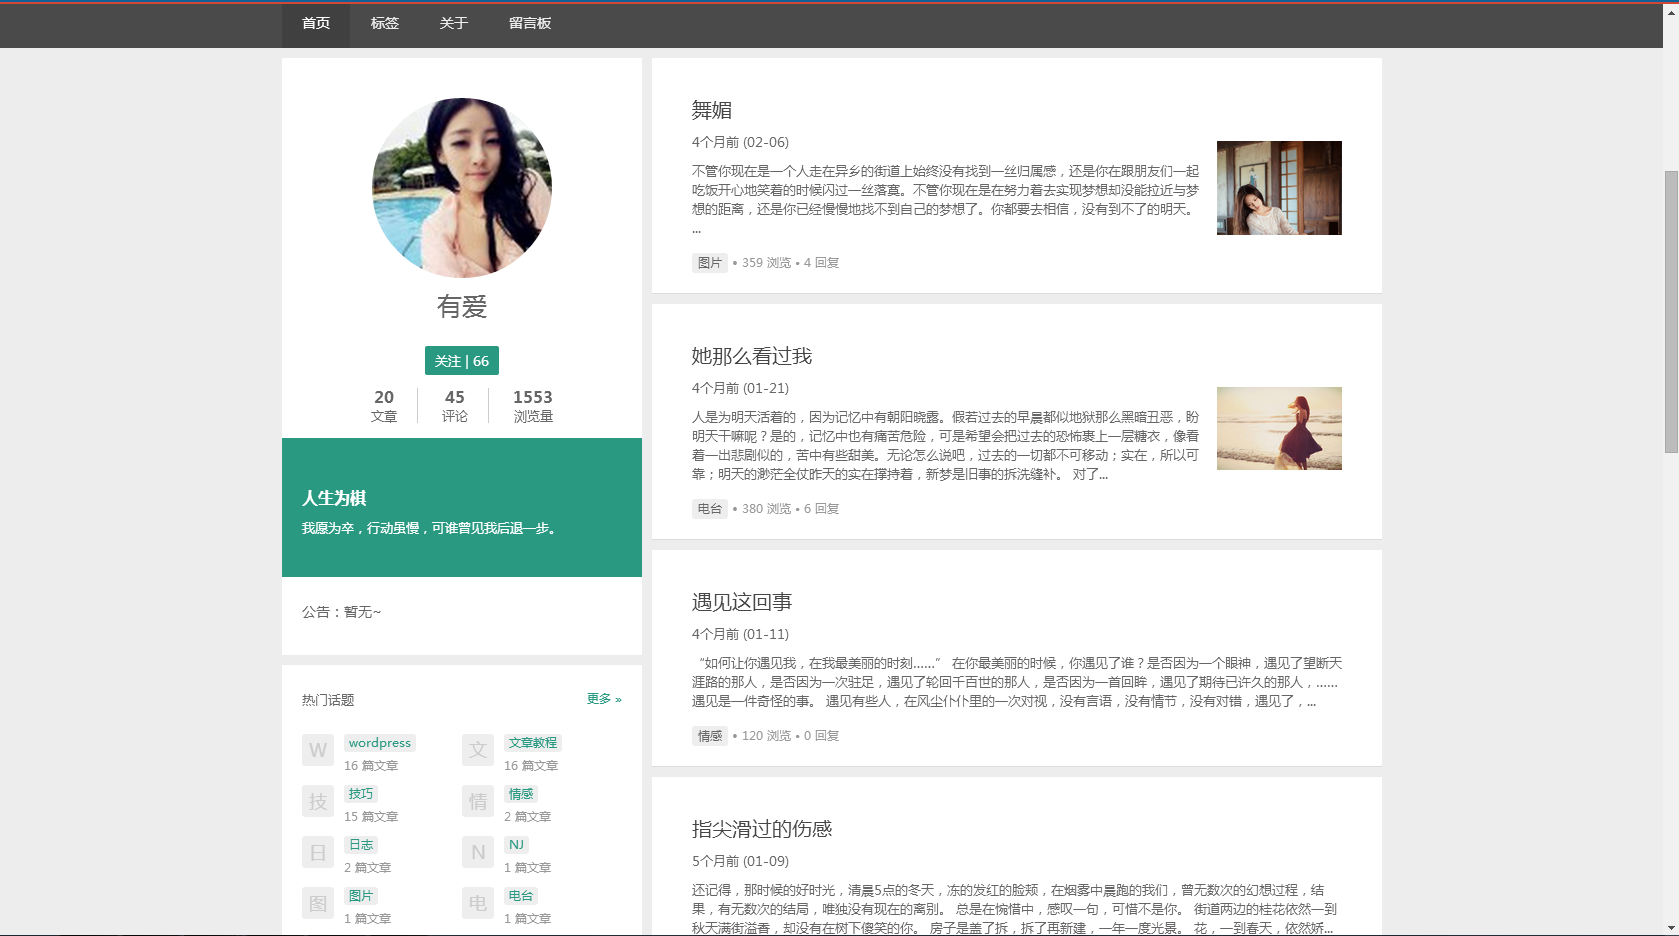 首页 标签 关于 留言板
有爱
关注 | 66
20 45 1553
文章 评论 浏览量
人生为棋
我愿为卒，行动虽慢，可谁曾见我后退一步。
公告：暂无~
热门话题 更多 »
W wordpress 16 篇文章
文 文章教程 16 篇文章
技 技巧 15 篇文章
情 情感 2 篇文章
日 日志 2 篇文章
N NJ 1 篇文章
图 图片 1 篇文章
电 电台 1 篇文章
舞媚
4个月前 (02-06)
不管你现在是一个人走在异乡的街道上始终没有找到一丝归属感，还是你在跟朋友们一起
吃饭开心地笑着的时候闪过一丝落寞。不管你现在是在努力着去实现梦想却没能拉近与梦
想的距离，还是你已经慢慢地找不到自己的梦想了。你都要去相信，没有到不了的明天。
...
图片 • 359 浏览 • 4 回复
她那么看过我
4个月前 (01-21)
人是为明天活着的，因为记忆中有朝阳晓露。假若过去的早晨都似地狱那么黑暗丑恶，盼
明天干嘛呢？是的，记忆中也有痛苦危险，可是希望会把过去的恐怖裹上一层糖衣，像看
着一出悲剧似的，苦中有些甜美。无论怎么说吧，过去的一切都不可移动；实在，所以可
靠；明天的渺茫全仗昨天的实在撑持着，新梦是旧事的拆洗缝补。 对了...
电台 • 380 浏览 • 6 回复
遇见这回事
4个月前 (01-11)
“如何让你遇见我，在我最美丽的时刻……” 在你最美丽的时候，你遇见了谁？是否因为一个眼神，遇见了望断天
涯路的那人，是否因为一次驻足，遇见了轮回千百世的那人，是否因为一首回眸，遇见了期待已许久的那人，……
遇见是一件奇怪的事。 遇见有些人，在风尘仆仆里的一次对视，没有言语，没有情节，没有对错，遇见了，...
情感 • 120 浏览 • 0 回复
指尖滑过的伤感
5个月前 (01-09)
还记得，那时候的好时光，清晨5点的冬天，冻的发红的脸颊，在烟雾中晨跑的我们，曾无数次的幻想过程，结
果，有无数次的结局，唯独没有现在的离别。 总是在惋惜中，感叹一句，可惜不是你。 街道两边的桂花依然一到
秋天满街溢香，却没有在树下傻笑的你。 房子是盖了拆，拆了再新建，一年一度光景。 花，一到春天，依然娇...